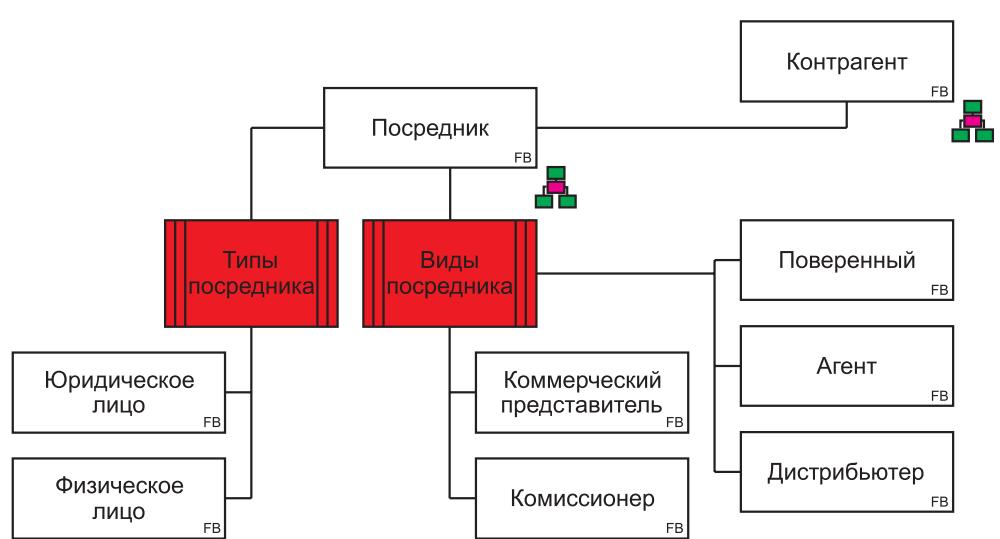 Контрагент
FB
Посредник
FB
Типы
посредника
Виды
посредника
Поверенный
FB
Агент
FB
Дистрибьютер
FB
Юридическое
лицо
FB
Физическое
лицо
FB
Коммерческий
представитель
FB
Комиссионер
FB